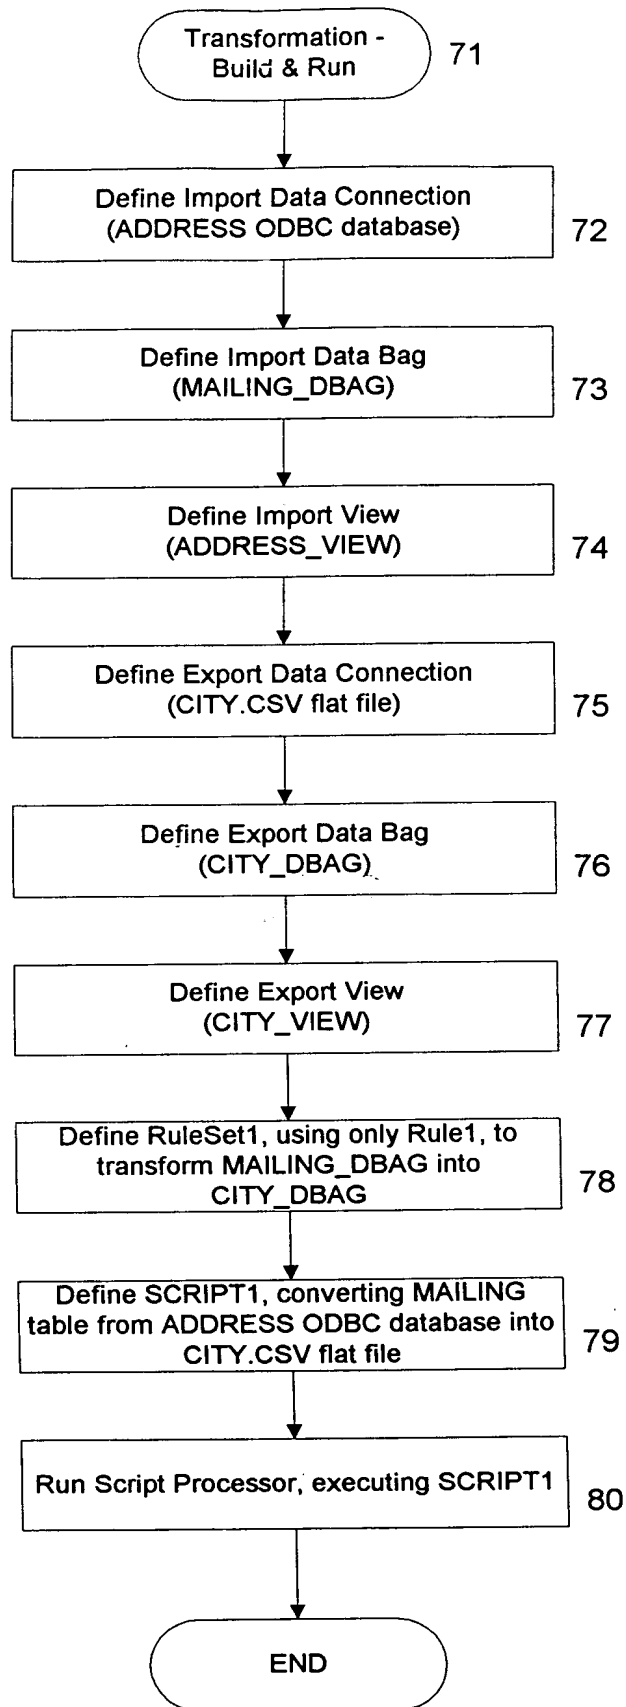 Transformation -
Build & Run
71
Define Import Data Connection
(ADDRESS ODBC database)
72
Define Import Data Bag
(MAILING_DBAG)
73
Define Import View
(ADDRESS_VIEW)
74
Define Export Data Connection
(CITY.CSV flat file)
75
Define Export Data Bag
(CITY_DBAG)
76
Define Export View
(CITY_VIEW)
77
Define RuleSet1, using only Rule1, to
transform MAILING_DBAG into
CITY_DBAG
78
Define SCRIPT1, converting MAILING
table from ADDRESS ODBC database into
CITY.CSV flat file
79
Run Script Processor, executing SCRIPT1
80
END